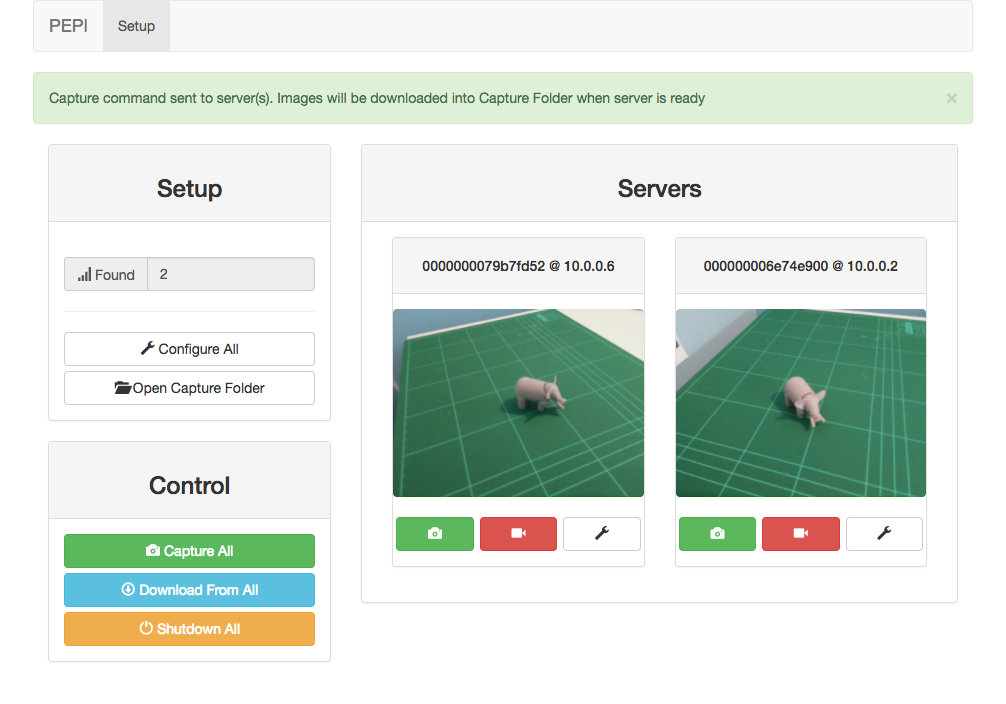 PEPI
Setup
Capture command sent to server(s). Images will be downloaded into Capture Folder when server is ready
×
Setup
Found 2
Configure All
Open Capture Folder
Control
Capture All
Download From All
Shutdown All
Servers
0000000079b7fd52 @ 10.0.0.6
000000006e74e900 @ 10.0.0.2